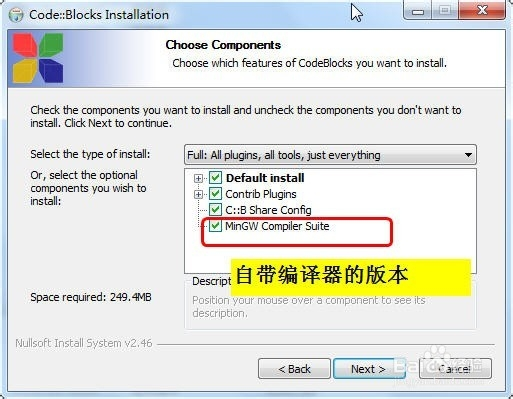 Code::Blocks Installation
Choose Components
Choose which features of CodeBlocks you want to install.
Check the components you want to install and uncheck the components you don't want to
install. Click Next to continue.
Select the type of install:
Full: All plugins, all tools, just everything
Or, select the optional
components you wish to
install:
Default install
Contrib Plugins
C::B Share Config
MinGW Compiler Suite
自带编译器的版本
Space required: 249.4MB
Descript
Position your mouse over a component to see its
description.
Nullsoft Install System v2.46
< Back
Next >
Cancel